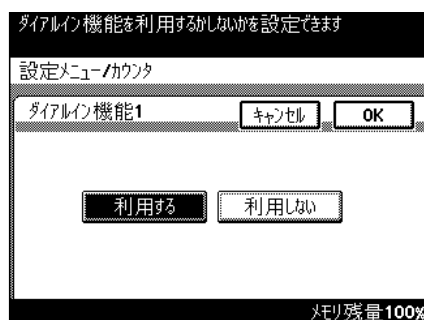 ダイアルイン機能を利用するかしないかを設定できます
設定メニュー/カウンタ
ダイアルイン機能1 キャンセル OK
利用する 利用しない
メモリ残量100%